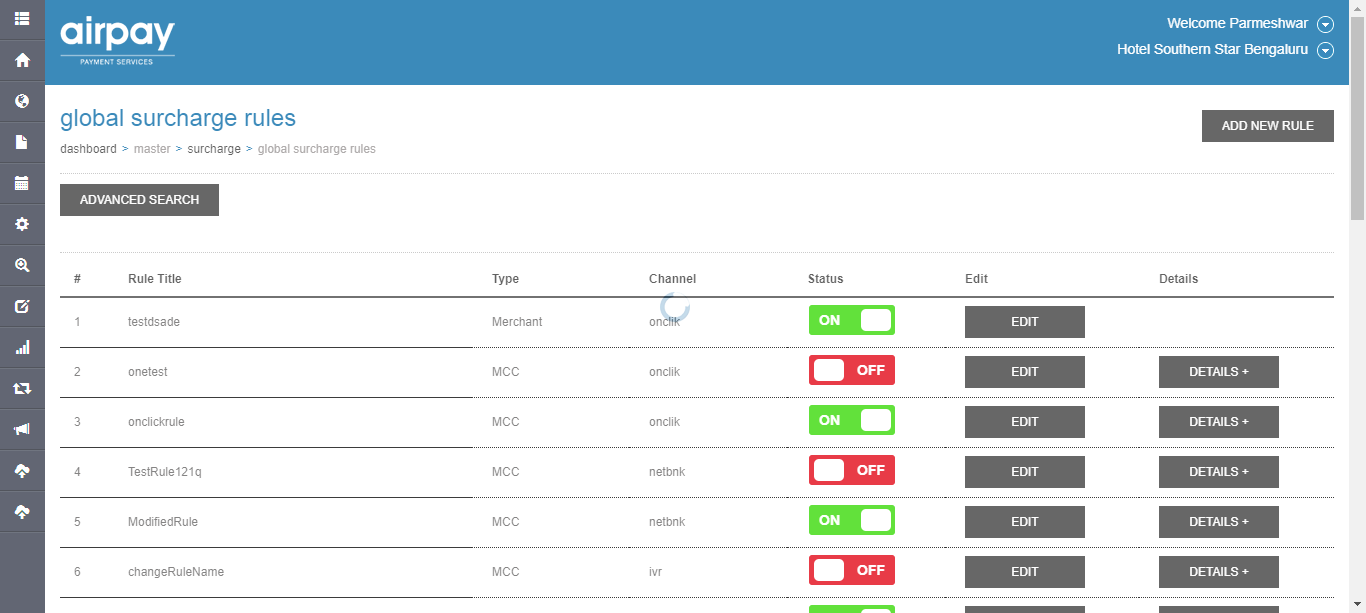 airpay
PAYMENT SERVICES
Welcome Parmeshwar
Hotel Southern Star Bengaluru
global surcharge rules
ADD NEW RULE
dashboard > master > surcharge > global surcharge rules
ADVANCED SEARCH
# Rule Title Type Channel Status Edit Details
1 testdsade Merchant onclik ON EDIT
2 onetest MCC onclik OFF EDIT DETAILS +
3 onclickrule MCC onclik ON EDIT DETAILS +
4 TestRule121q MCC netbnk OFF EDIT DETAILS +
5 ModifiedRule MCC netbnk ON EDIT DETAILS +
6 changeRuleName MCC ivr OFF EDIT DETAILS +